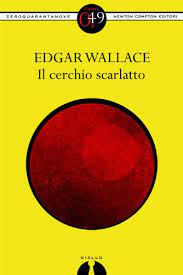 ZEROQUARANTANOVE
0,49
NEWTON COMPTON EDITORI
EDGAR WALLACE
Il cerchio scarlatto
GIALLO